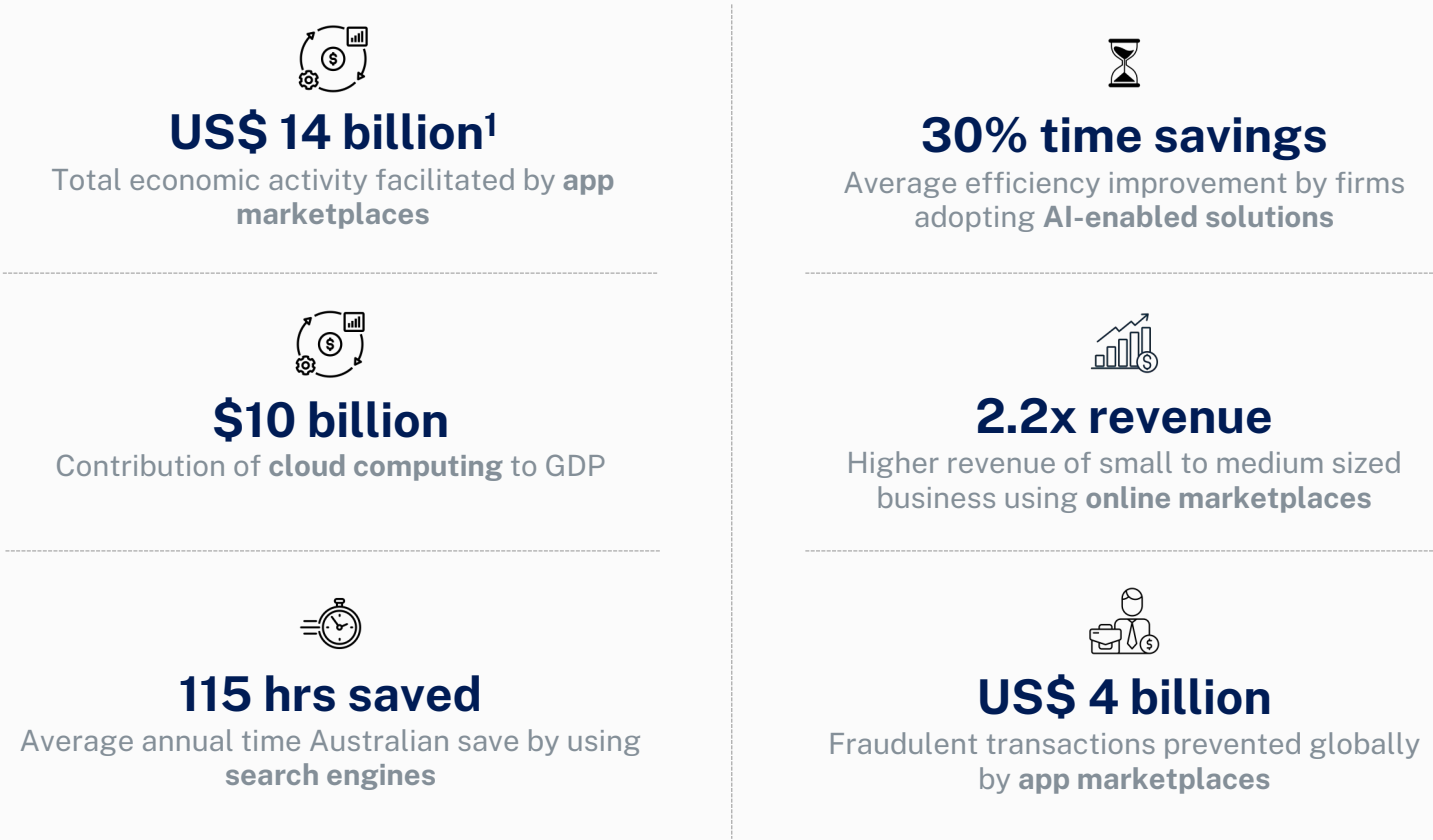 US$ 14 billion¹
Total economic activity facilitated by app
marketplaces
$10 billion
Contribution of cloud computing to GDP
115 hrs saved
Average annual time Australian save by using
search engines
30% time savings
Average efficiency improvement by firms
adopting AI-enabled solutions
2.2x revenue
Higher revenue of small to medium sized
business using online marketplaces
US$ 4 billion
Fraudulent transactions prevented globally
by app marketplaces